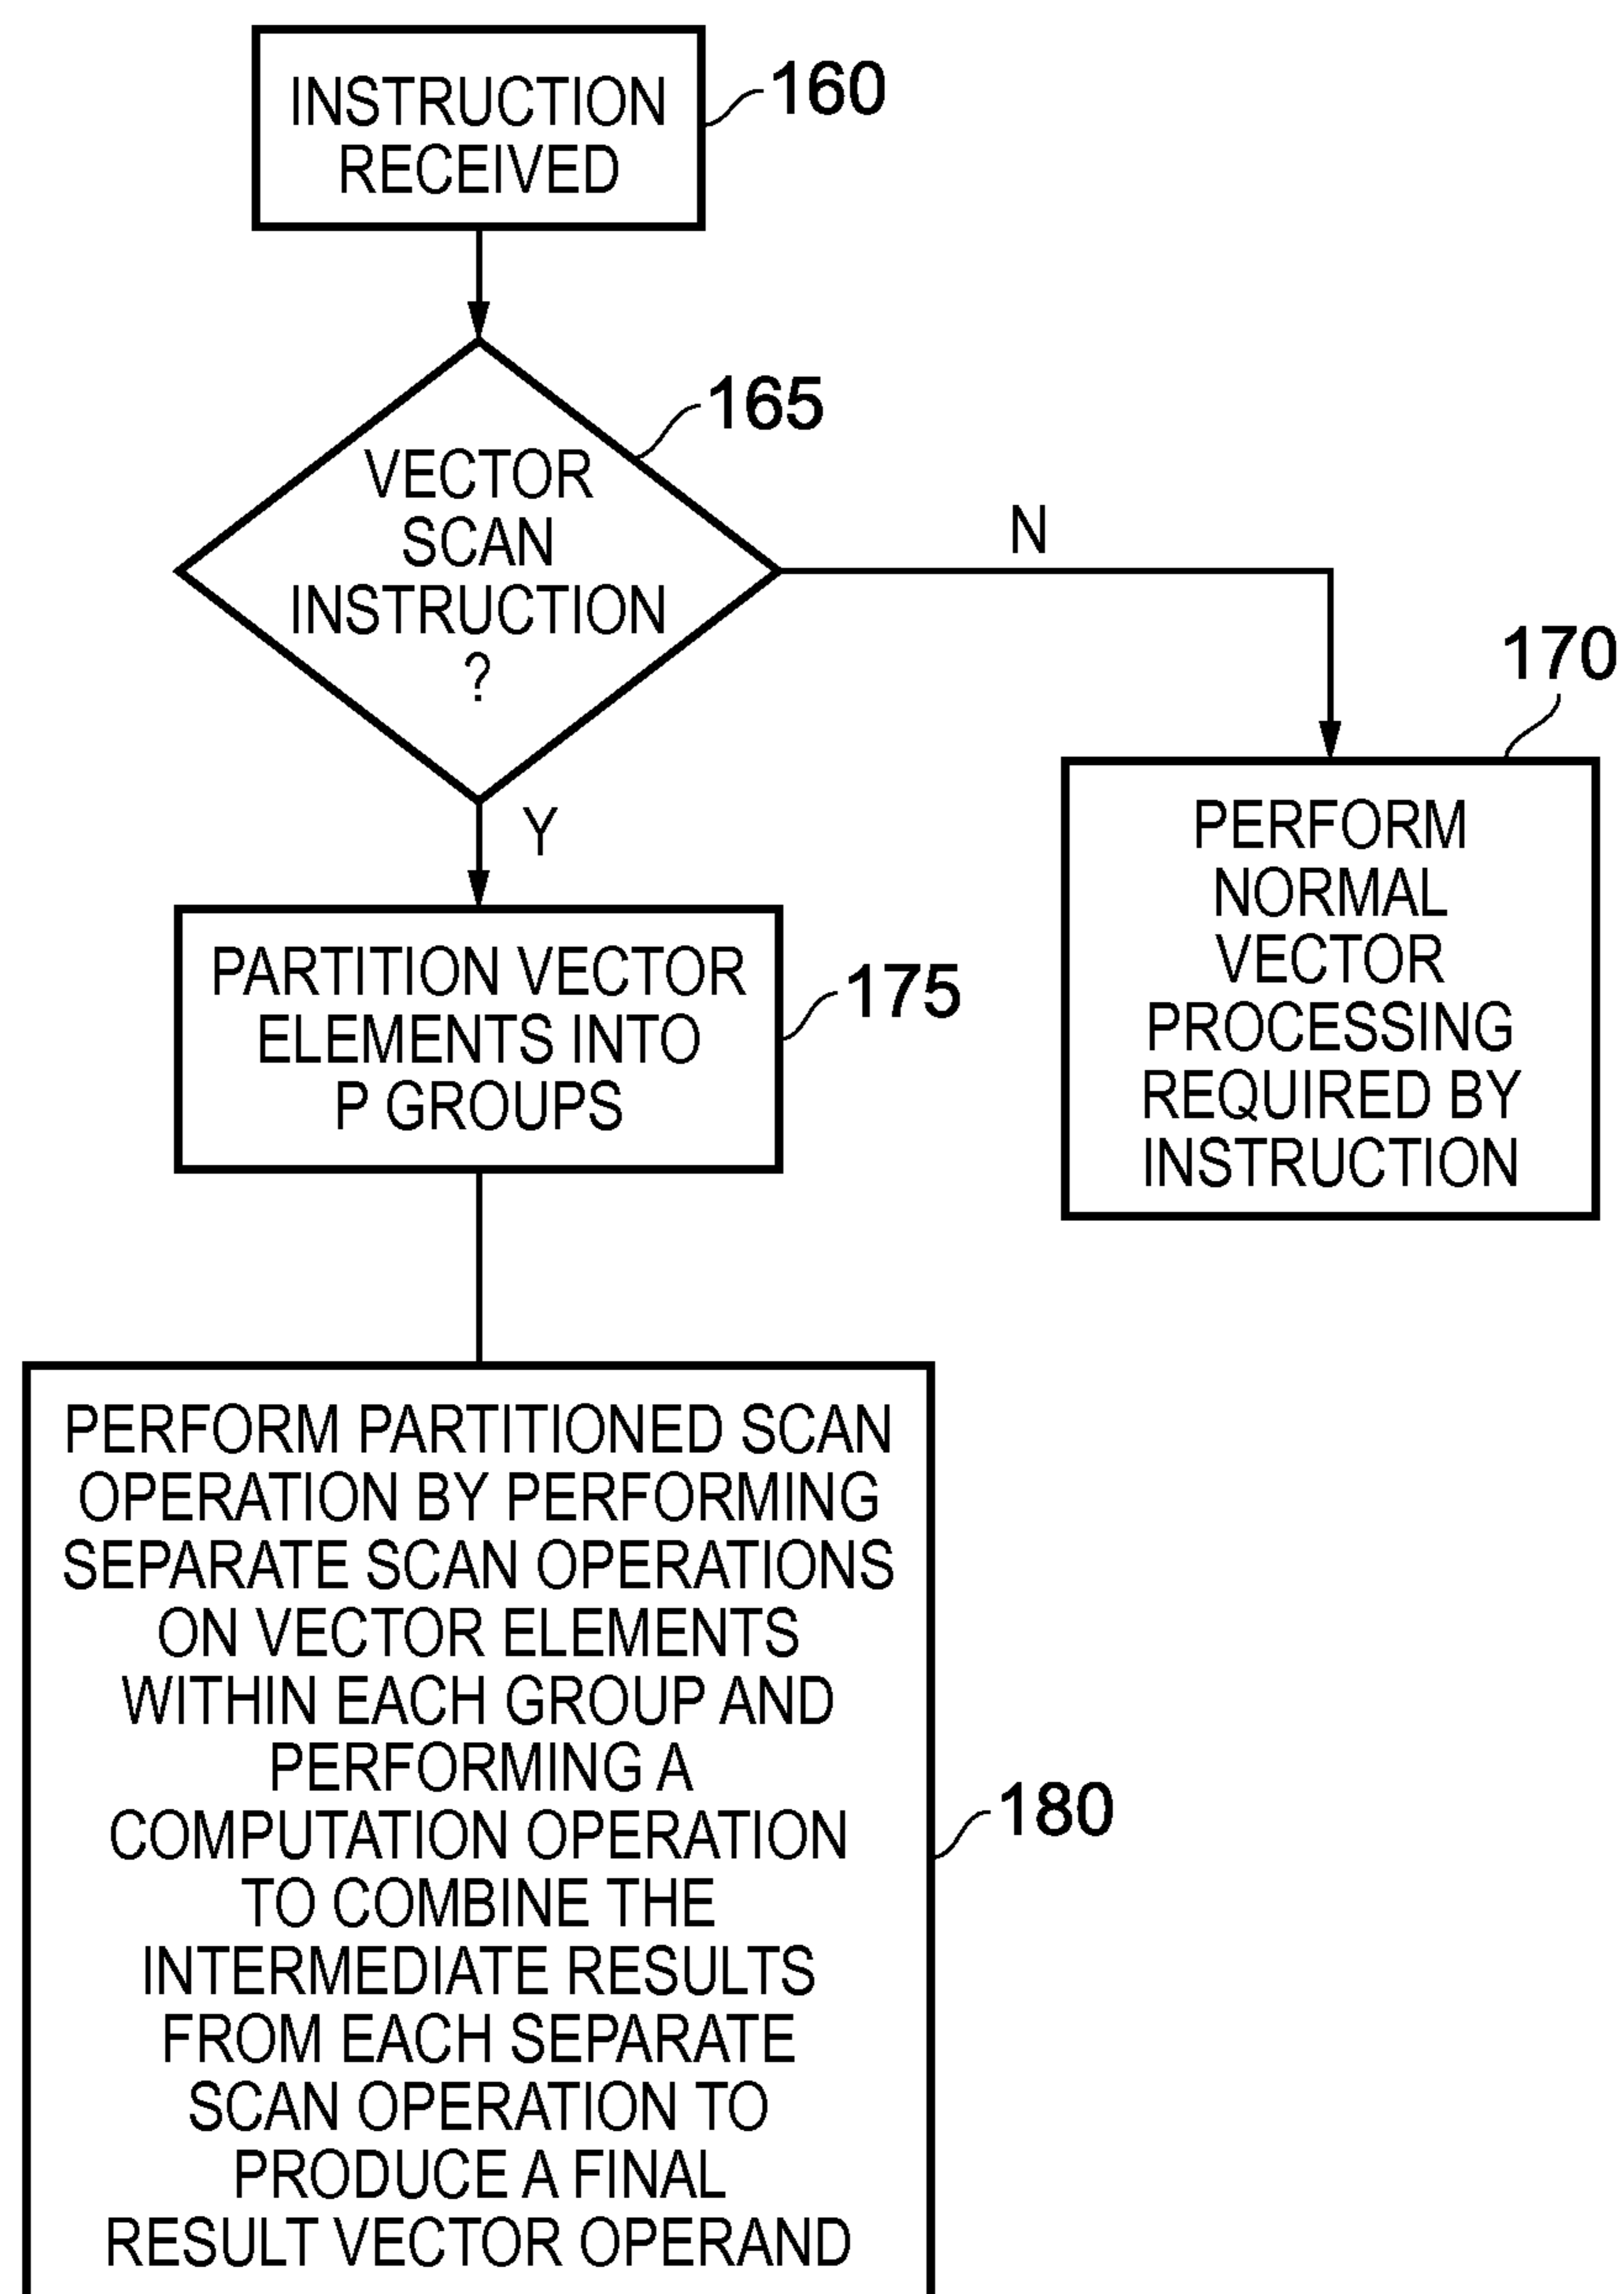 INSTRUCTION
RECEIVED
160
VECTOR
SCAN
INSTRUCTION
?
165
N
Y
170
PERFORM
NORMAL
VECTOR
PROCESSING
REQUIRED BY
INSTRUCTION
PARTITION VECTOR
ELEMENTS INTO
P GROUPS
175
PERFORM PARTITIONED SCAN
OPERATION BY PERFORMING
SEPARATE SCAN OPERATIONS
ON VECTOR ELEMENTS
WITHIN EACH GROUP AND
PERFORMING A
COMPUTATION OPERATION
TO COMBINE THE
INTERMEDIATE RESULTS
FROM EACH SEPARATE
SCAN OPERATION TO
PRODUCE A FINAL
RESULT VECTOR OPERAND
180